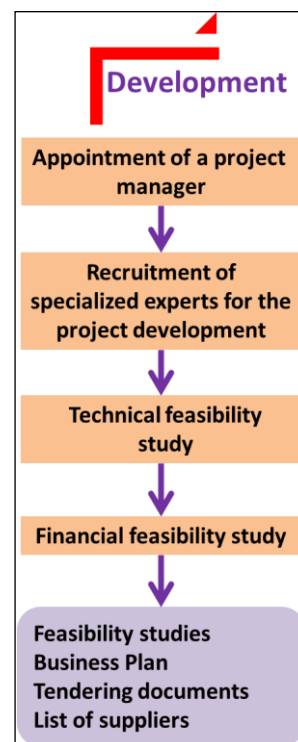 Development
Appointment of a project
manager
Recruitment of
specialized experts for the
project development
Technical feasibility
study
Financial feasibility study
Feasibility studies
Business Plan
Tendering documents
List of suppliers